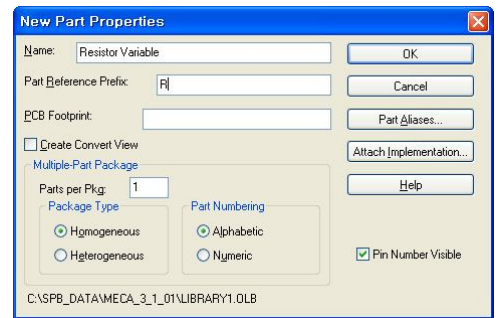 New Part Properties
Name: Resistor Variable
OK
Part Reference Prefix: R
Cancel
PCB Footprint:
Part Aliases...
Create Convert View
Attach Implementation...
Multiple-Part Package
Parts per Pkg: 1
Help
Package Type
Part Numbering
Homogeneous
Alphabetic
Heterogeneous
Numeric
Pin Number Visible
C:\SPB_DATA\MECA_3_1_01\LIBRARY1.OLB